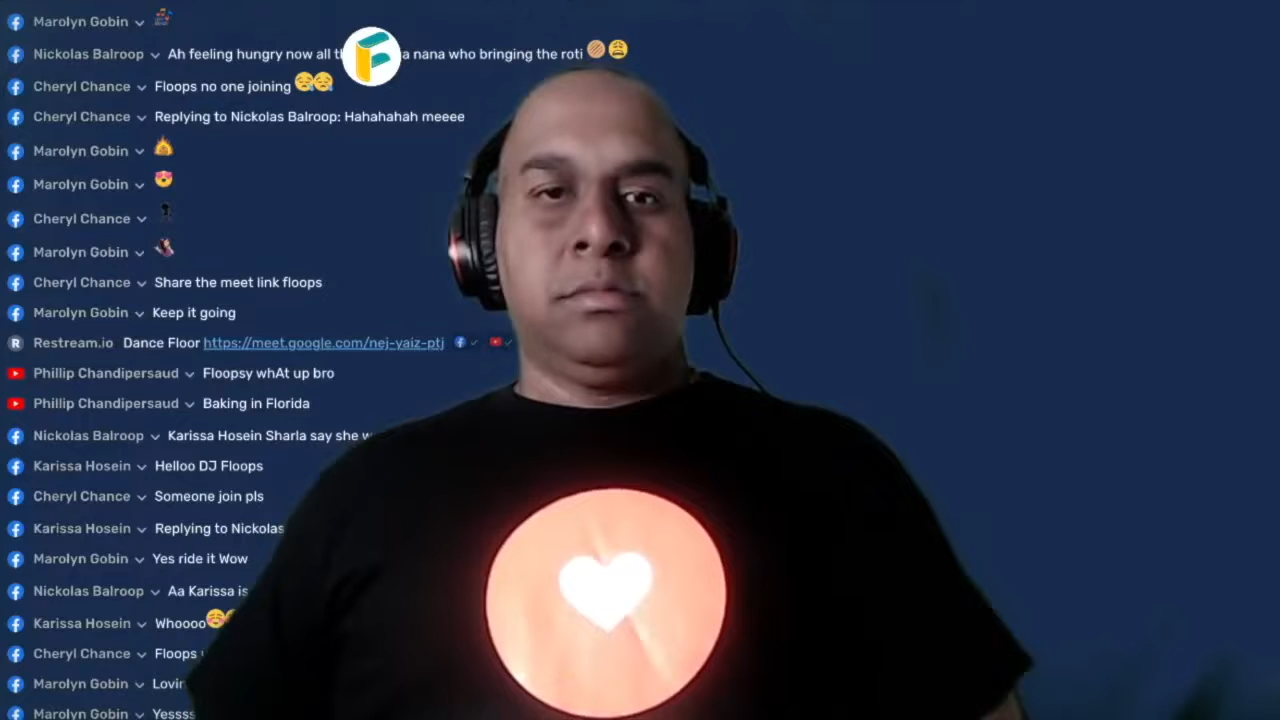 Marolyn Gobin
Nickolas Balroop Ah feeling hungry now all a nana who bringing the roti
Cheryl Chance Floops no one joining
Cheryl Chance Replying to Nickolas Balroop: Hahahahah meeee
Marolyn Gobin
Marolyn Gobin
Cheryl Chance
Marolyn Gobin
Cheryl Chance Share the meet link floops
Marolyn Gobin Keep it going
R Restream.io Dance Floor https://meet.google.com/nej-yaiz-ptj
Phillip Chandipersaud Floopsy whAt up bro
Phillip Chandipersaud Baking in Florida
Nickolas Balroop Karissa Hosein Sharla say she
Karissa Hosein Helloo DJ Floops
Cheryl Chance Someone join pls
Karissa Hosein Replying to Nickolas
Marolyn Gobin Yes ride it Wow
Nickolas Balroop Aa Karissa is
Karissa Hosein Whoooo
Cheryl Chance Floops
Marolyn Gobin
Marolyn Gobin Yessss